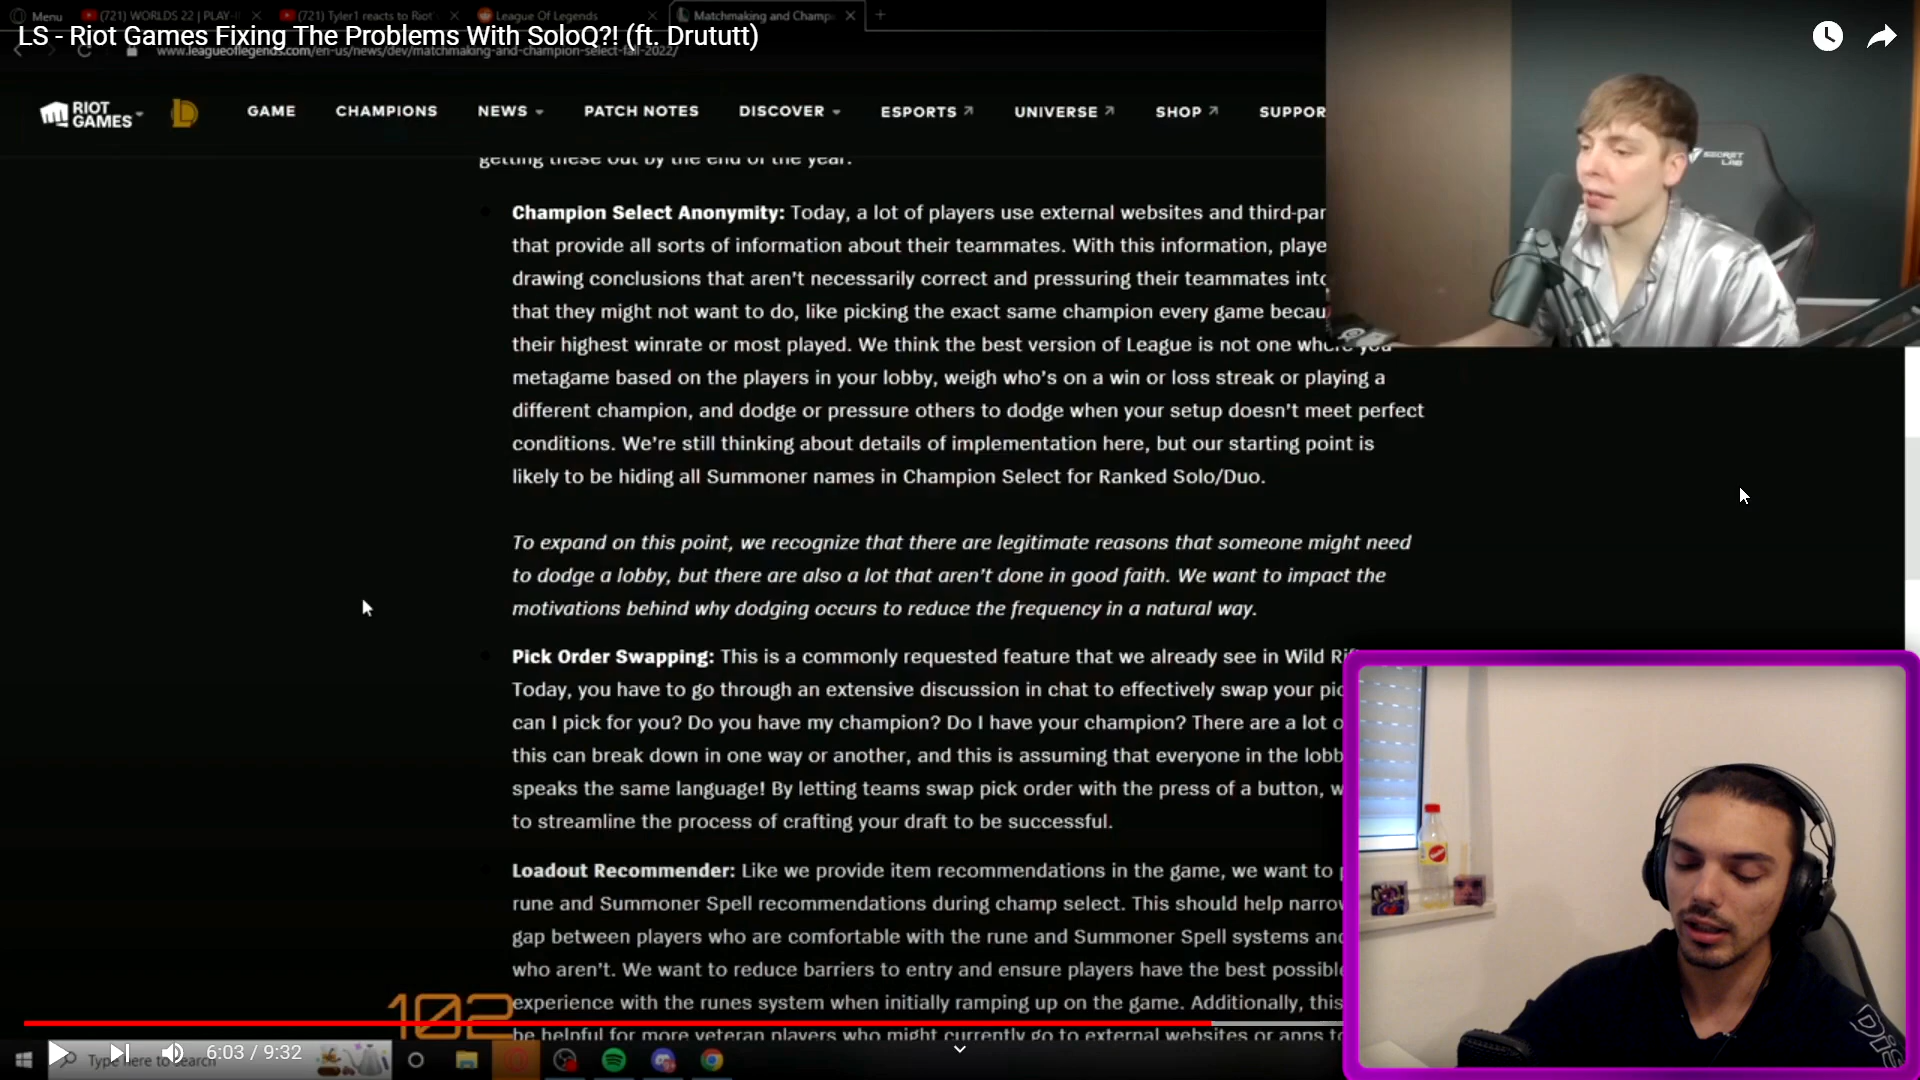 Menu
(721) WORLDS 22 | PLAY-I
(721) Tyler1 reacts to Riot
League Of Legends
Matchmaking and Champ
LS - Riot Games Fixing The Problems With SoloQ?! (ft. Drututt)
www.leagueoflegends.com/en-us/news/dev/matchmaking-and-champion-select-fall-2022/
RIOT GAMES
GAME
CHAMPIONS
NEWS
PATCH NOTES
DISCOVER
ESPORTS
UNIVERSE
SHOP
SUPPOR
SECRET LAB
getting these out by the end of the year.
Champion Select Anonymity: Today, a lot of players use external websites and third-par
that provide all sorts of information about their teammates. With this information, playe
drawing conclusions that aren't necessarily correct and pressuring their teammates into
that they might not want to do, like picking the exact same champion every game becau
their highest winrate or most played. We think the best version of League is not one where you
metagame based on the players in your lobby, weigh who's on a win or loss streak or playing a
different champion, and dodge or pressure others to dodge when your setup doesn't meet perfect
conditions. We're still thinking about details of implementation here, but our starting point is
likely to be hiding all Summoner names in Champion Select for Ranked Solo/Duo.
To expand on this point, we recognize that there are legitimate reasons that someone might need
to dodge a lobby, but there are also a lot that aren't done in good faith. We want to impact the
motivations behind why dodging occurs to reduce the frequency in a natural way.
Pick Order Swapping: This is a commonly requested feature that we already see in Wild Rif
Today, you have to go through an extensive discussion in chat to effectively swap your pic
can I pick for you? Do you have my champion? Do I have your champion? There are a lot o
this can break down in one way or another, and this is assuming that everyone in the lobb
speaks the same language! By letting teams swap pick order with the press of a button, w
to streamline the process of crafting your draft to be successful.
Loadout Recommender: Like we provide item recommendations in the game, we want to p
rune and Summoner Spell recommendations during champ select. This should help narrow
gap between players who are comfortable with the rune and Summoner Spell systems and
who aren't. We want to reduce barriers to entry and ensure players have the best possible
experience with the runes system when initially ramping up on the game. Additionally, this
be helpful for more veteran players who might currently go to external websites or apps to
102
Type here to search
6:03 / 9:32